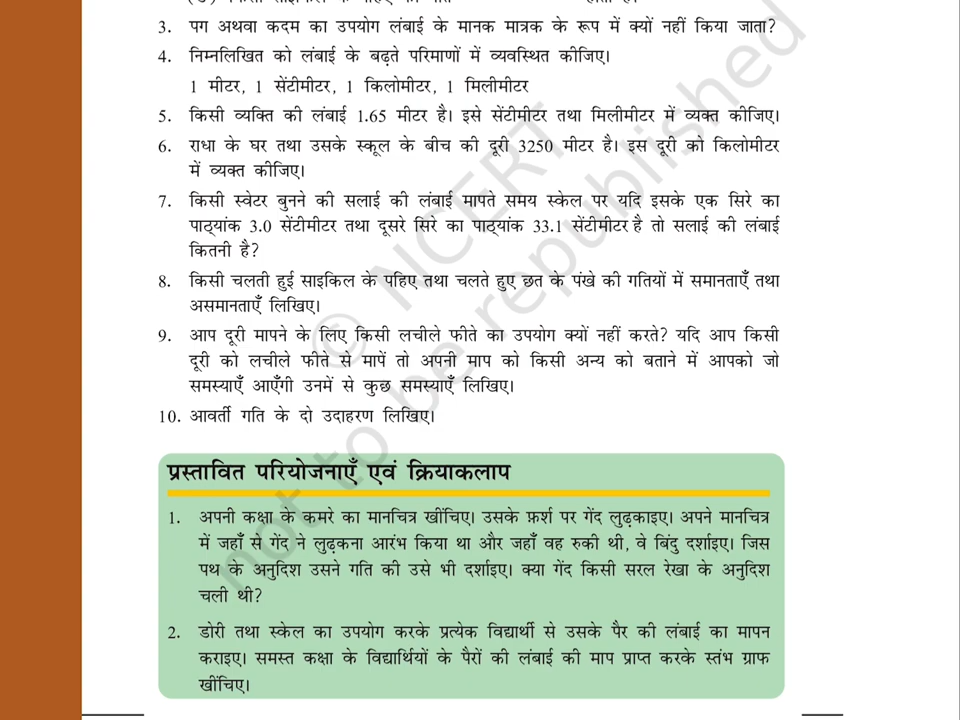 3. पग अथवा कदम का उपयोग लंबाई के मानक मात्रक के रूप में क्यों नहीं किया जाता?
4. निम्नलिखित को लंबाई के बढ़ते परिमाणों में व्यवस्थित कीजिए।
1 मीटर, 1 सेंटीमीटर, 1 किलोमीटर, 1 मिलीमीटर
5. किसी व्यक्ति की लंबाई 1.65 मीटर है। इसे सेंटीमीटर तथा मिलीमीटर में व्यक्त कीजिए।
6. राधा के घर तथा उसके स्कूल के बीच की दूरी 3250 मीटर है। इस दूरी को किलोमीटर
में व्यक्त कीजिए।
7. किसी स्वेटर बुनने की सलाई की लंबाई मापते समय स्केल पर यदि इसके एक सिरे का
पाठ्यांक 3.0 सेंटीमीटर तथा दूसरे सिरे का पाठ्यांक 33.1 सेंटीमीटर है तो सलाई की लंबाई
कितनी है?
8. किसी चलती हुई साइकिल के पहिए तथा चलते हुए छत के पंखे की गतियों में समानताएँ तथा
असमानताएँ लिखिए।
9. आप दूरी मापने के लिए किसी लचीले फीते का उपयोग क्यों नहीं करते? यदि आप किसी
दूरी को लचीले फीते से मापें तो अपनी माप को किसी अन्य को बताने में आपको जो
समस्याएँ आएँगी उनमें से कुछ समस्याएँ लिखिए।
10. आवर्ती गति के दो उदाहरण लिखिए।
प्रस्तावित परियोजनाएँ एवं क्रियाकलाप
1. अपनी कक्षा के कमरे का मानचित्र खींचिए। उसके फ़र्श पर गेंद लुढ़काइए। अपने मानचित्र
में जहाँ से गेंद ने लुढ़कना आरंभ किया था और जहाँ वह रुकी थी, वे बिंदु दर्शाइए। जिस
पथ के अनुदिश उसने गति की उसे भी दर्शाइए। क्या गेंद किसी सरल रेखा के अनुदिश
चली थी?
2. डोरी तथा स्केल का उपयोग करके प्रत्येक विद्यार्थी से उसके पैर की लंबाई का मापन
कराइए। समस्त कक्षा के विद्यार्थियों के पैरों की लंबाई की माप प्राप्त करके स्तंभ ग्राफ
खींचिए।
© NCERT
not to be republished